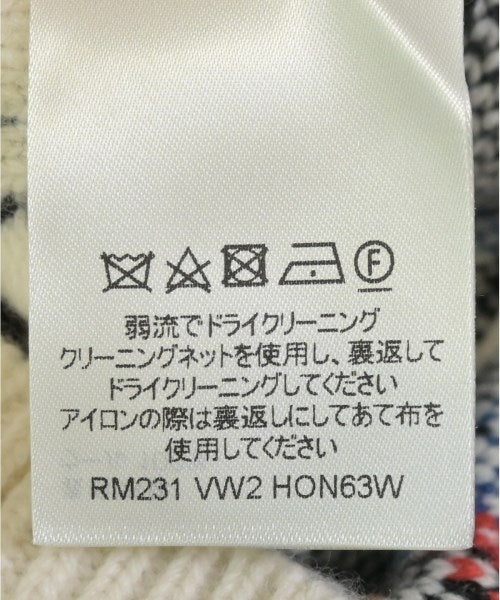 F
弱流でドライクリーニング
クリーニングネットを使用し、裏返して
ドライクリーニングしてください
アイロンの際は裏返しにしてあて布を
使用してください
RM231 VW2 HON63W